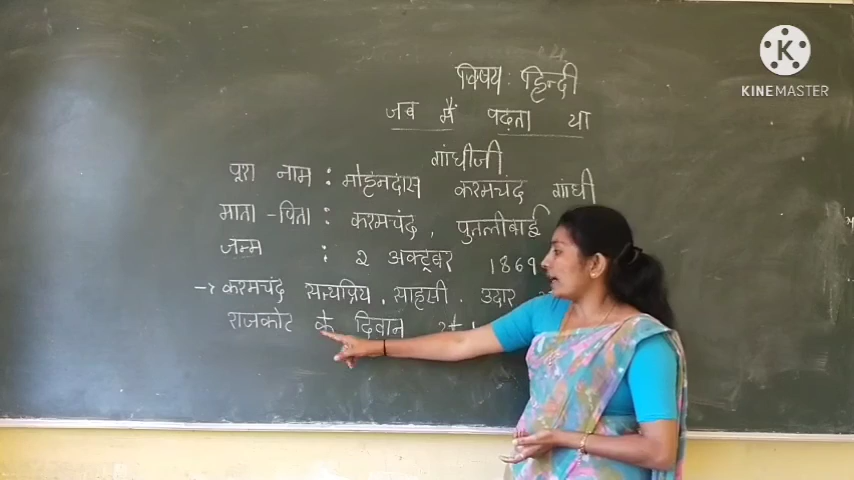 विषय : हिन्दी
जब मैं पढ़ता था
गांधीजी
पूरा नाम : मोहनदास करमचंद गांधी
माता - पिता : करमचंद , पुतलीबाई
जन्म : २ अक्टूबर 1869
→ करमचंद सत्यप्रिय , साहसी . उदार
राजकोट के दिवान थे
K
KINEMASTER